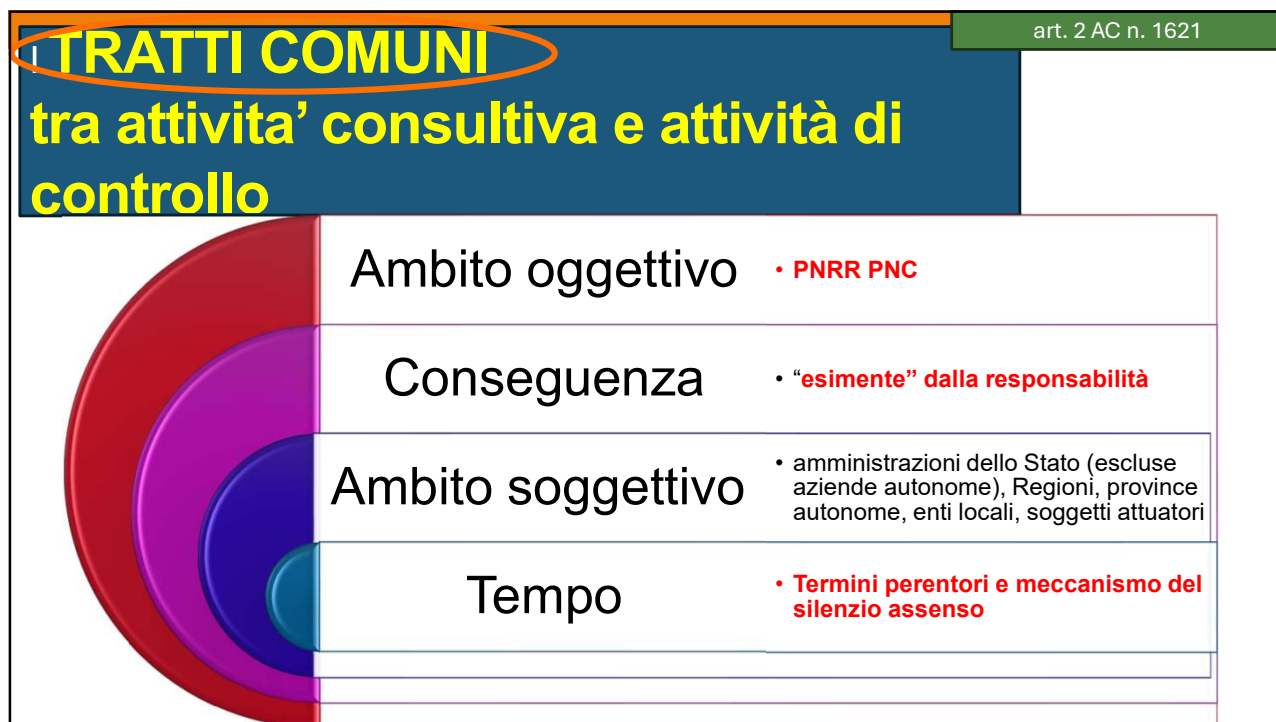 art. 2 AC n. 1621
I TRATTI COMUNI
tra attivita’ consultiva e attività di
controllo
Ambito oggettivo
• PNRR PNC
Conseguenza
• “esimente” dalla responsabilità
Ambito soggettivo
• amministrazioni dello Stato (escluse
aziende autonome), Regioni, province
autonome, enti locali, soggetti attuatori
Tempo
• Termini perentori e meccanismo del
silenzio assenso